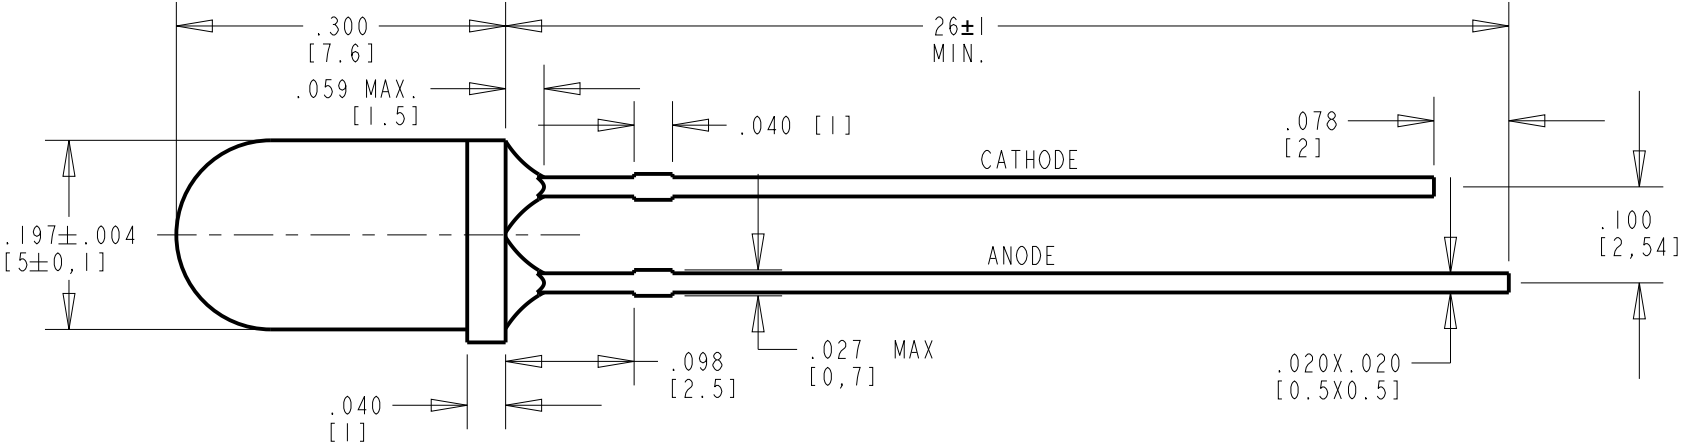 .300
[7.6]
26±1
MIN.
.059 MAX.
[1.5]
.040 [1]
.078
[2]
CATHODE
.197±.004
[5±0,1]
.100
[2,54]
ANODE
.027 MAX
[0,7]
.098
[2.5]
.020X.020
[0.5X0.5]
.040
[1]